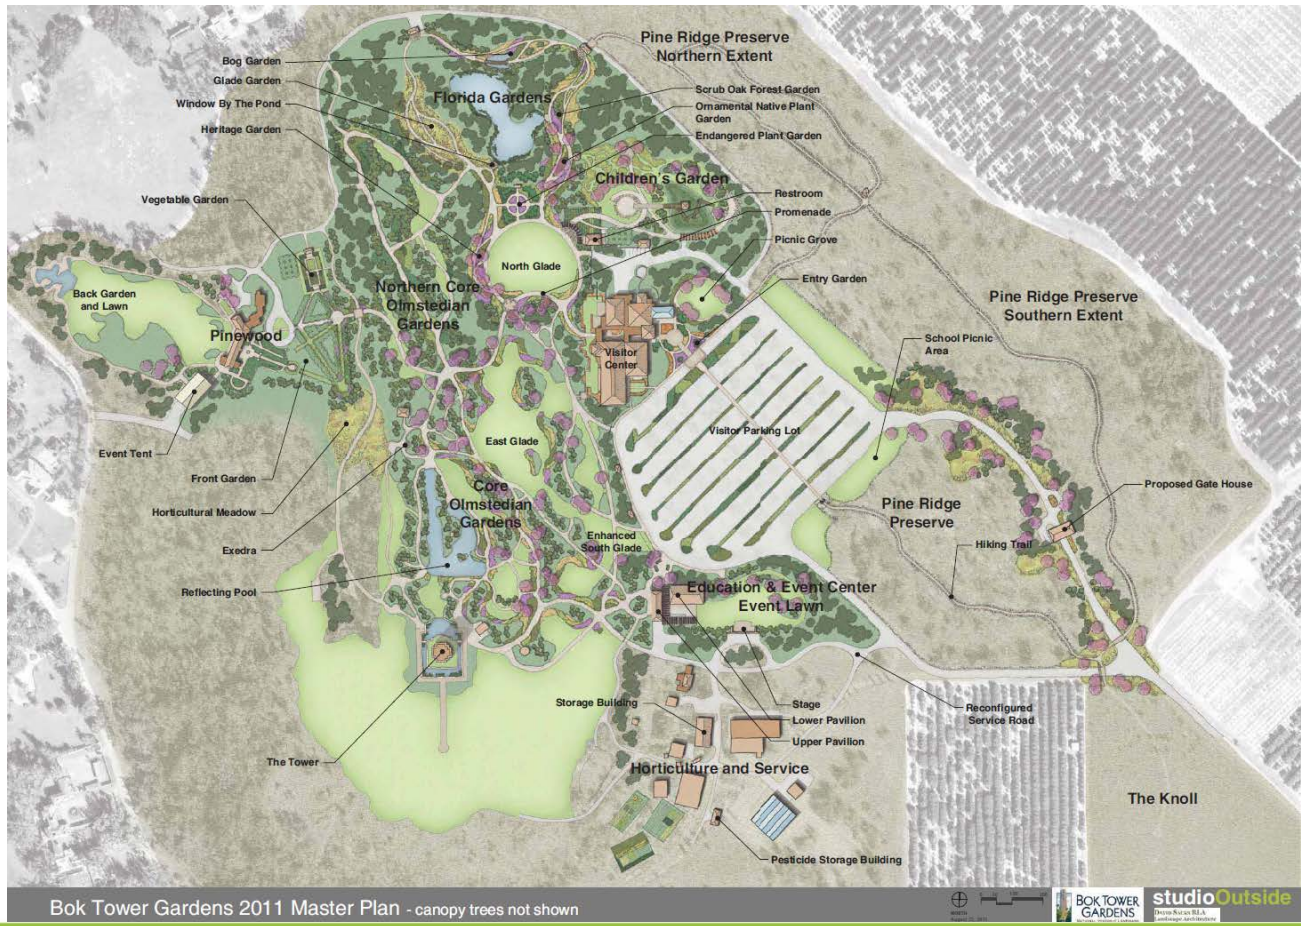 Pine Ridge Preserve
Northern Extent
Bog Garden
Glade Garden
Window By The Pond
Heritage Garden
Florida Gardens
Scrub Oak Forest Garden
Ornamental Native Plant
Garden
Endangered Plant Garden
Children's Garden
Restroom
Promenade
Picnic Grove
Entry Garden
Vegetable Garden
North Glade
Back Garden
and Lawn
Northern Core
Olmstedian
Gardens
Pinewood
Pine Ridge Preserve
Southern Extent
School Picnic
Area
Visitor
Center
Visitor Parking Lot
East Glade
Event Tent
Front Garden
Horticultural Meadow
Exedra
Reflecting Pool
Core
Olmstedian
Gardens
Enhanced
South Glade
Pine Ridge
Preserve
Proposed Gate House
Hiking Trail
Education & Event Center
Event Lawn
Storage Building
Stage
Lower Pavilion
Upper Pavilion
Reconfigured
Service Road
The Tower
Horticulture and Service
The Knoll
Pesticide Storage Building
Bok Tower Gardens 2011 Master Plan - canopy trees not shown
NORTH
BOK TOWER
GARDENS
studioOutside